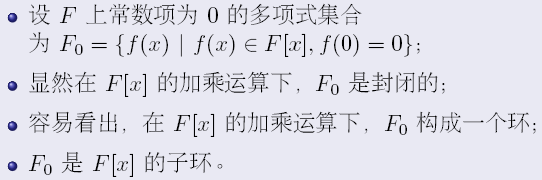 设 F 上常数项为 0 的多项式集合
为 F₀ = {f(x) | f(x) ∈ F[x], f(0) = 0};
显然在 F[x] 的加乘运算下，F₀ 是封闭的;
容易看出，在 F[x] 的加乘运算下，F₀ 构成一个环;
F₀ 是 F[x] 的子环。